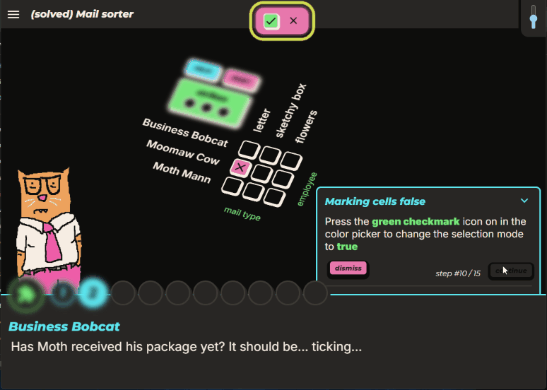 (solved) Mail sorter
letter
sketchy box
flowers
Business Bobcat
Moomaw Cow
Moth Mann
mail type
employee
Marking cells false
Press the green checkmark icon on in the
color picker to change the selection mode
to true
dismiss
step #10/15
Business Bobcat
Has Moth received his package yet? It should be... ticking...